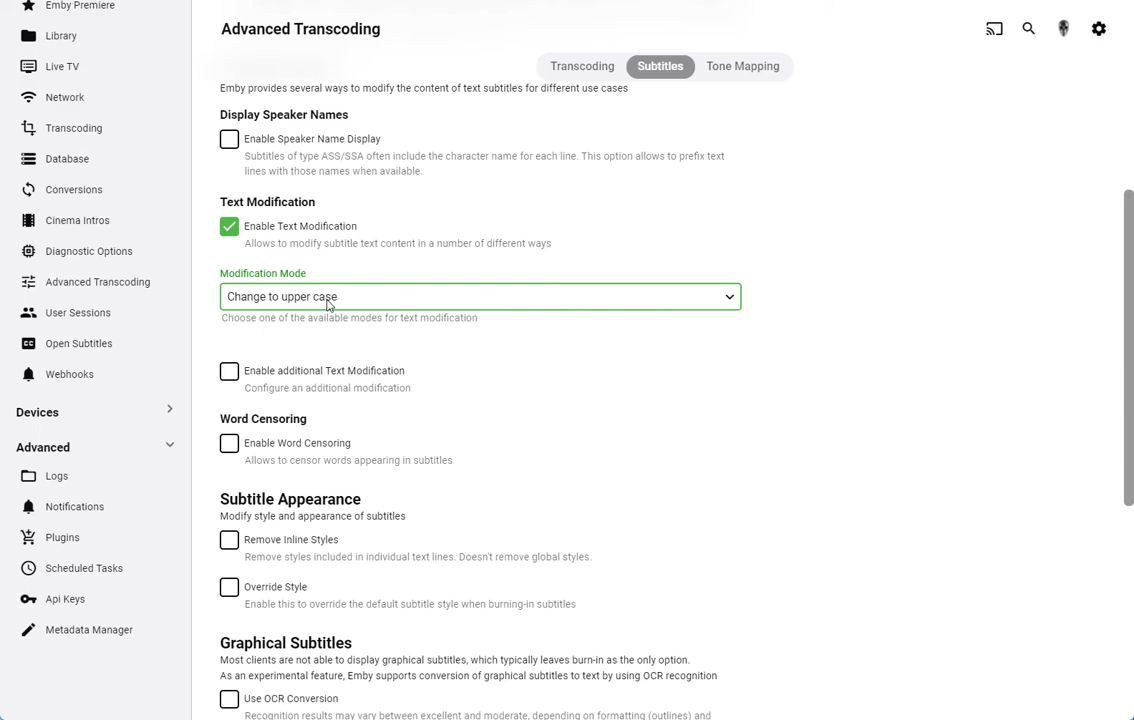 Emby Premiere
Library
Live TV
Network
Transcoding
Database
Conversions
Cinema Intros
Diagnostic Options
Advanced Transcoding
User Sessions
Open Subtitles
Webhooks
Devices
Advanced
Logs
Notifications
Plugins
Scheduled Tasks
Api Keys
Metadata Manager
Advanced Transcoding
Transcoding Subtitles Tone Mapping
Emby provides several ways to modify the content of text subtitles for different use cases
Display Speaker Names
Enable Speaker Name Display
Subtitles of type ASS/SSA often include the character name for each line. This option allows to prefix text
lines with those names when available.
Text Modification
Enable Text Modification
Allows to modify subtitle text content in a number of different ways
Modification Mode
Change to upper case
Choose one of the available modes for text modification
Enable additional Text Modification
Configure an additional modification
Word Censoring
Enable Word Censoring
Allows to censor words appearing in subtitles
Subtitle Appearance
Modify style and appearance of subtitles
Remove Inline Styles
Remove styles included in individual text lines. Doesn't remove global styles.
Override Style
Enable this to override the default subtitle style when burning-in subtitles
Graphical Subtitles
Most clients are not able to display graphical subtitles, which typically leaves burn-in as the only option.
As an experimental feature, Emby supports conversion of graphical subtitles to text by using OCR recognition
Use OCR Conversion
Recognition results may vary between excellent and moderate, depending on formatting (outlines) and